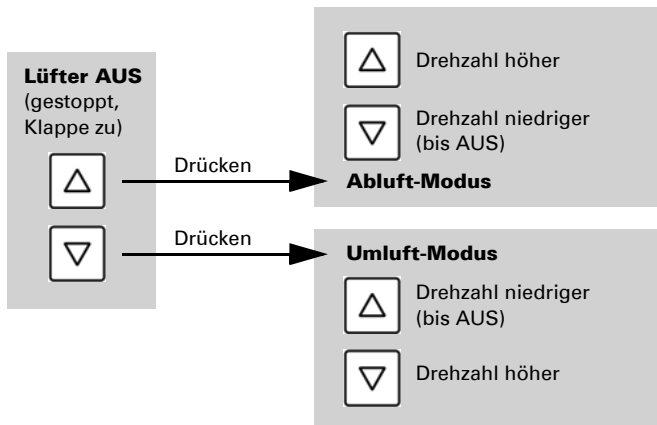 Lüfter AUS
(gestoppt,
Klappe zu)
Drücken
Drücken
Drehzahl höher
Drehzahl niedriger
(bis AUS)
Abluft-Modus
Umluft-Modus
Drehzahl niedriger
(bis AUS)
Drehzahl höher